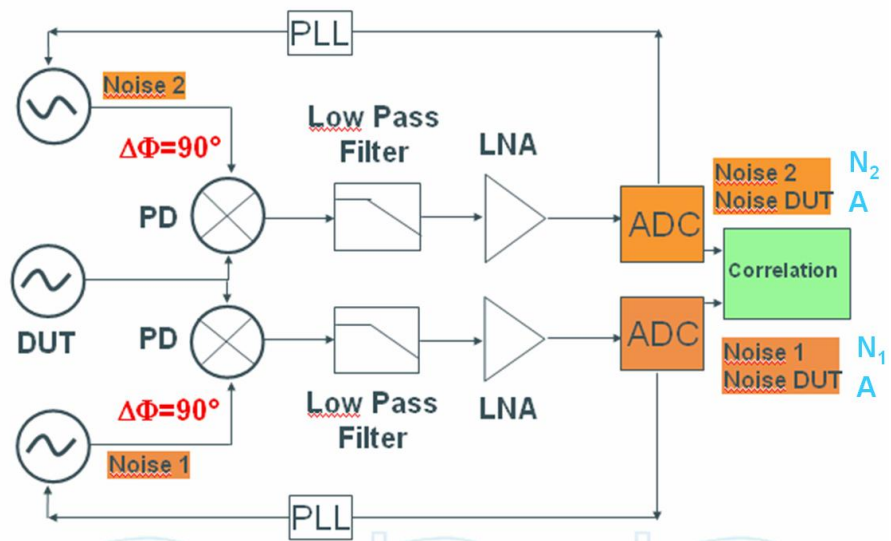 PLL
Noise 2
ΔΦ=90°
Low Pass
Filter
LNA
Noise 2
Noise DUT
N₂
A
PD
ADC
Correlation
DUT
PD
ADC
Noise 1
Noise DUT
N₁
A
ΔΦ=90°
Low Pass
Filter
LNA
Noise 1
PLL